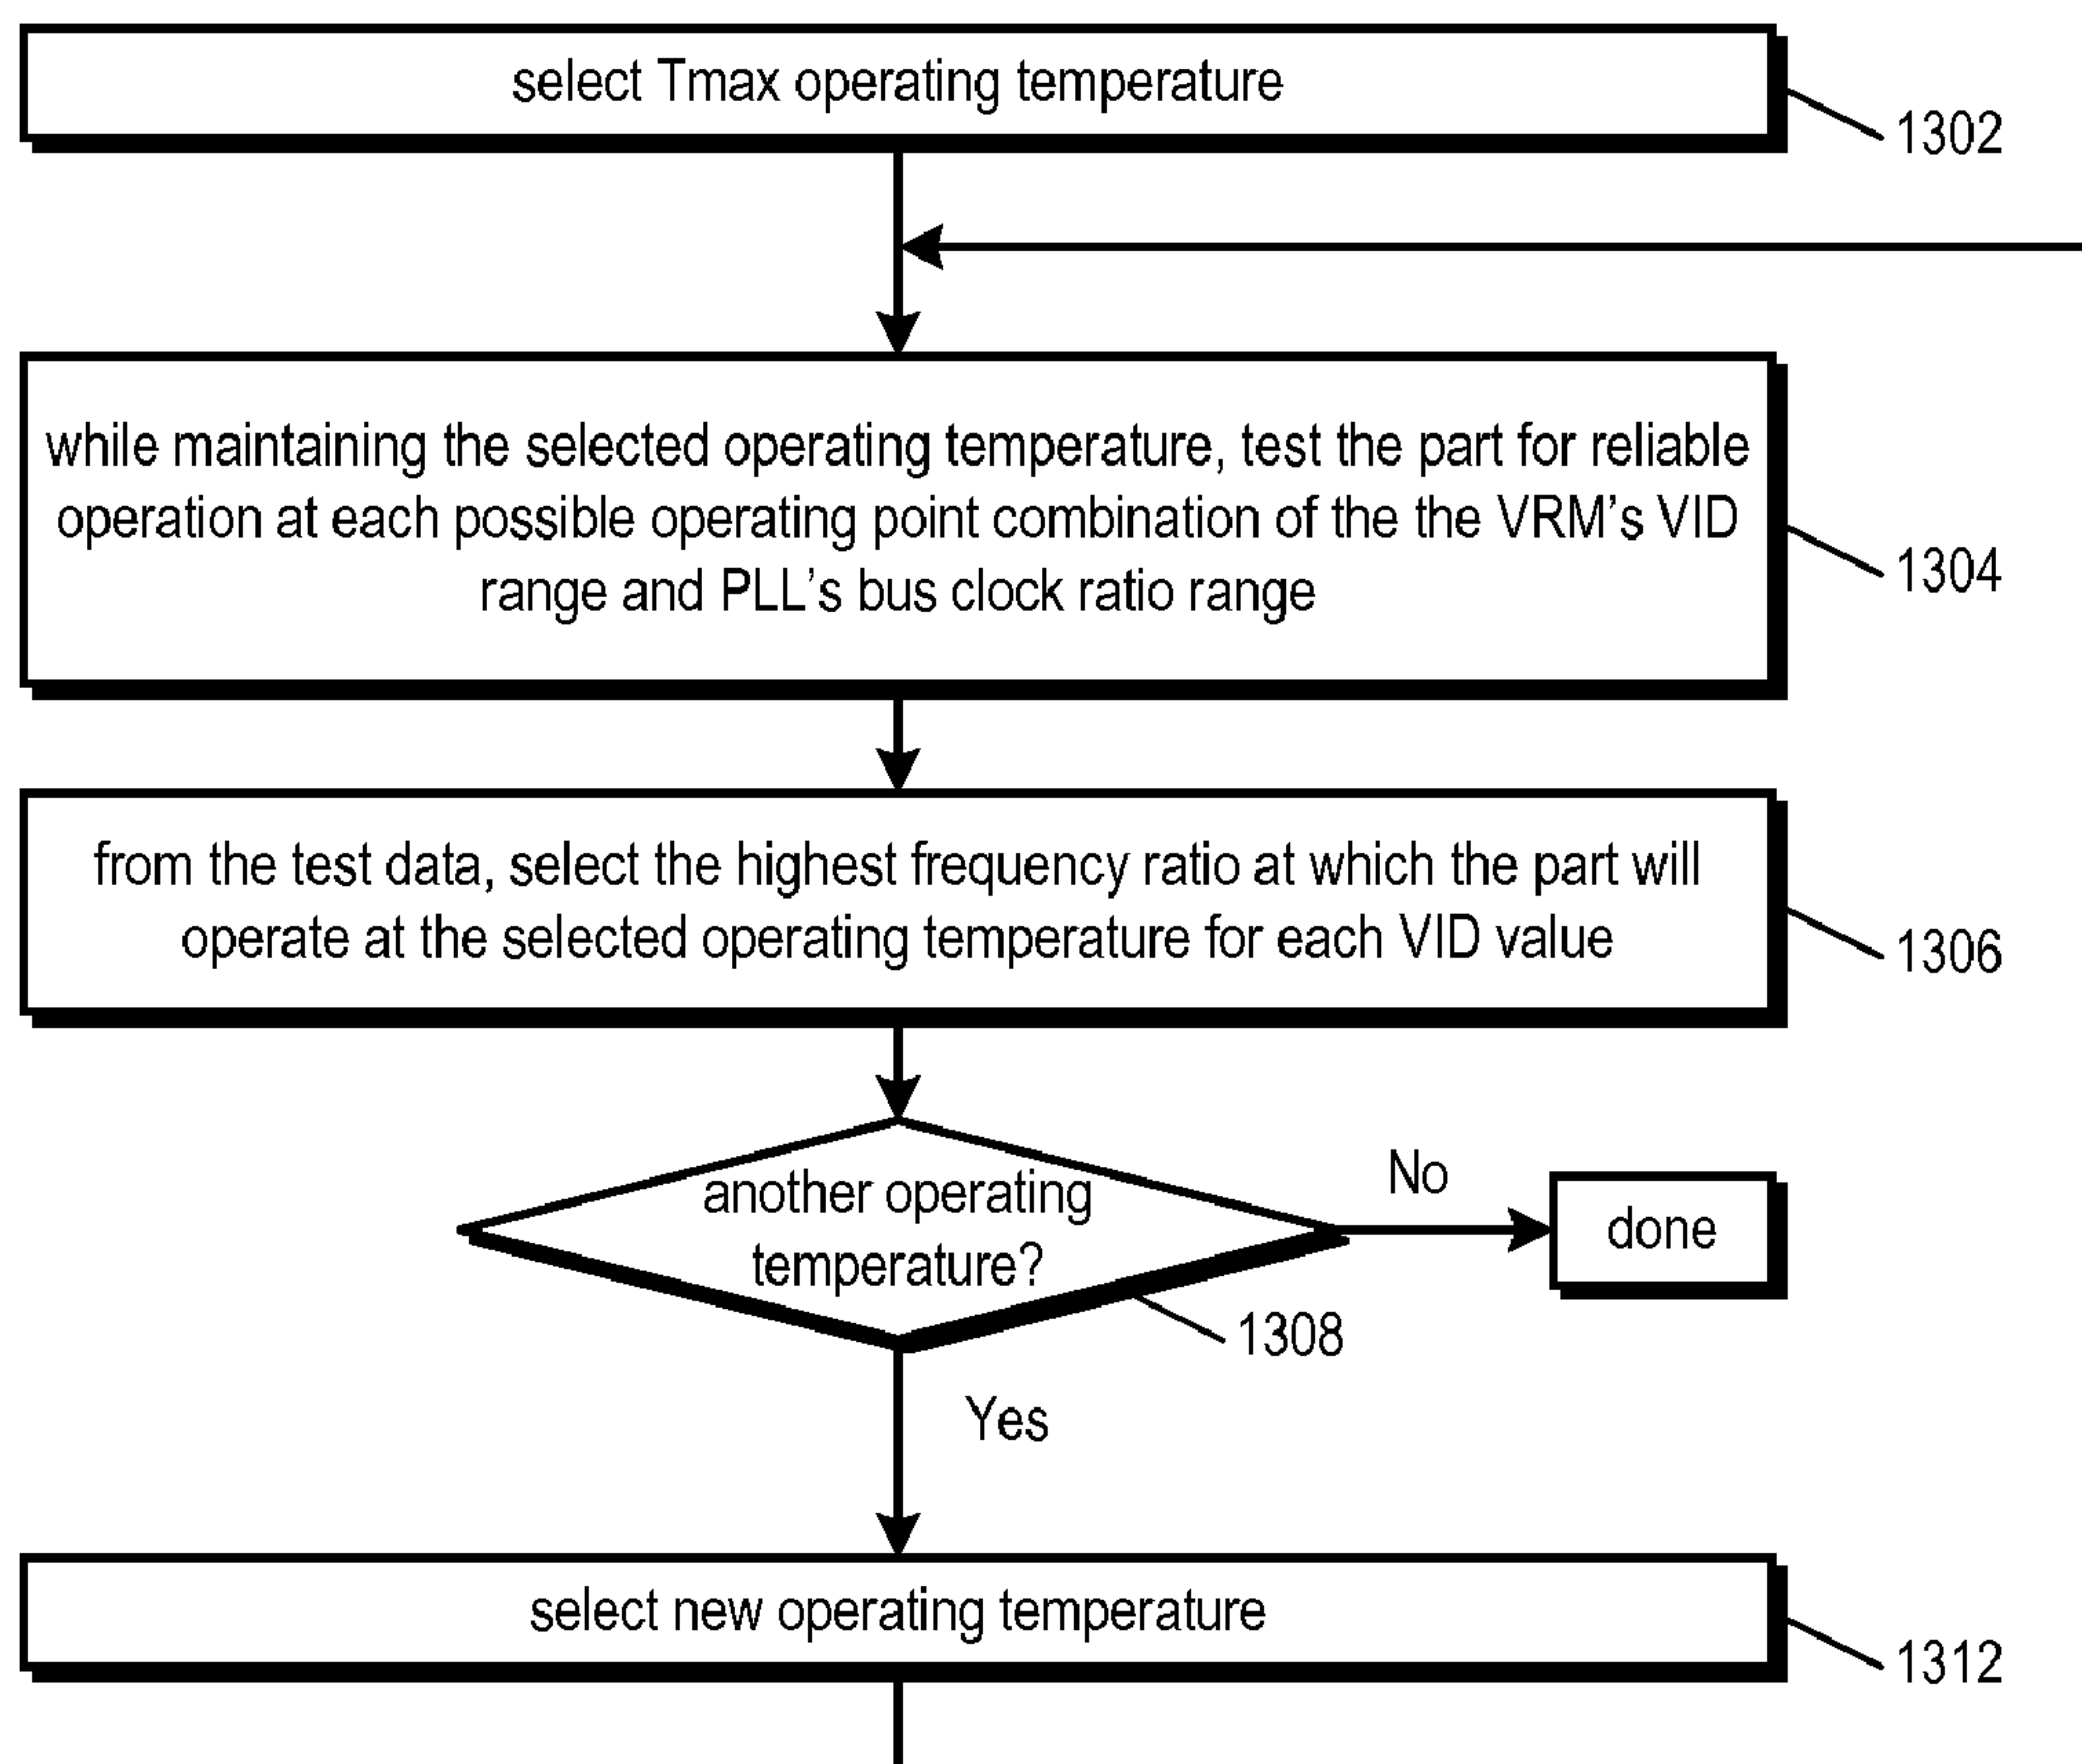 select Tmax operating temperature
1302
while maintaining the selected operating temperature, test the part for reliable
operation at each possible operating point combination of the the VRM's VID
range and PLL's bus clock ratio range
1304
from the test data, select the highest frequency ratio at which the part will
operate at the selected operating temperature for each VID value
1306
another operating
temperature?
1308
No
done
Yes
select new operating temperature
1312